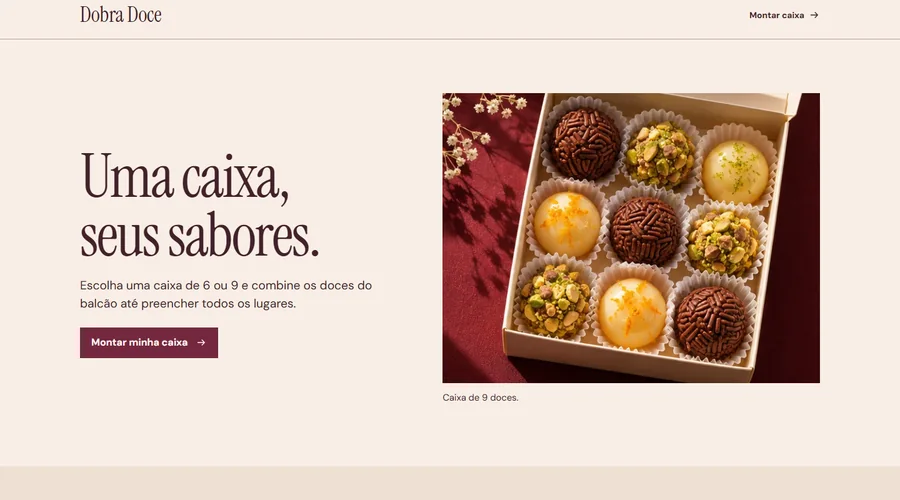 Dobra Doce
Montar caixa
Uma caixa,
seus sabores.
Escolha uma caixa de 6 ou 9 e combine os doces do
balcão até preencher todos os lugares.
Montar minha caixa
Caixa de 9 doces.